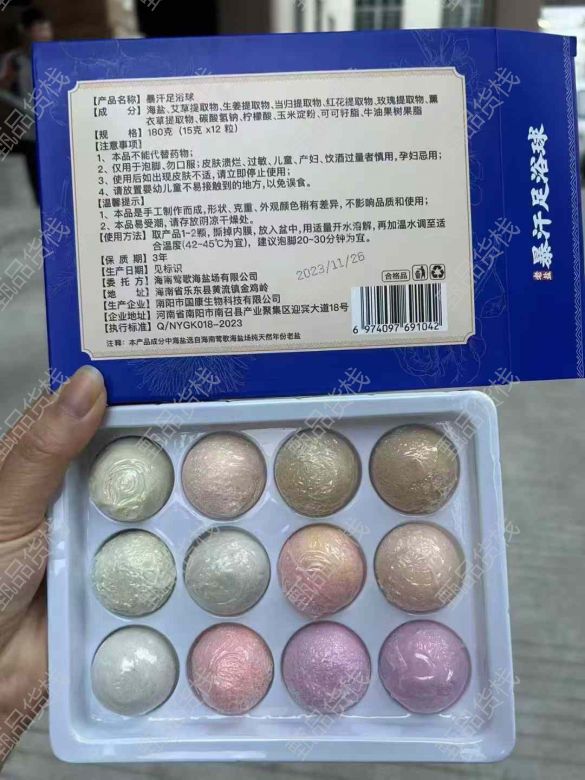 【产品名称】暴汗足浴球
【成　　分】海盐、艾草提取物、生姜提取物、当归提取物、红花提取物、玫瑰提取物、薰
衣草提取物、碳酸氢钠、柠檬酸、玉米淀粉、可可籽脂、牛油果树果脂
【规　　格】180克（15克×12粒）
【注意事项】
1、本品不能代替药物；
2、仅用于泡脚、勿口服；皮肤溃烂、过敏、儿童、产妇、饮酒过量者慎用，孕妇忌用；
3、使用后如出现皮肤不适，请立即停止使用；
4、请放置婴幼儿童不易接触到的地方，以免误食。
【温馨提示】
1、本品是手工制作而成，形状、克重、外观颜色稍有差异，不影响品质和使用；
2、本品易受潮，请存放阴凉干燥处。
【使用方法】取产品1-2颗，撕掉内膜，放入盆中，用适量开水溶解，再加温水调至适
合温度（42-45℃为宜），建议泡脚20-30分钟为宜。
【保 质 期】3年
【生产日期】见标识
【委 托 方】海南莺歌海盐场有限公司
【地　　址】海南省乐东县黄流镇金鸡岭
【生产企业】南阳市国康生物科技有限公司
【企业地址】河南省南阳市南召县产业聚集区迎宾大道18号
【执行标准】Q/NYGK018-2023
注释：本产品成分中海盐选自海南莺歌海盐场纯天然年份老盐
2023/11/26
合格品
6 974097 691042
老盐
暴汗足浴球
甄品货栈